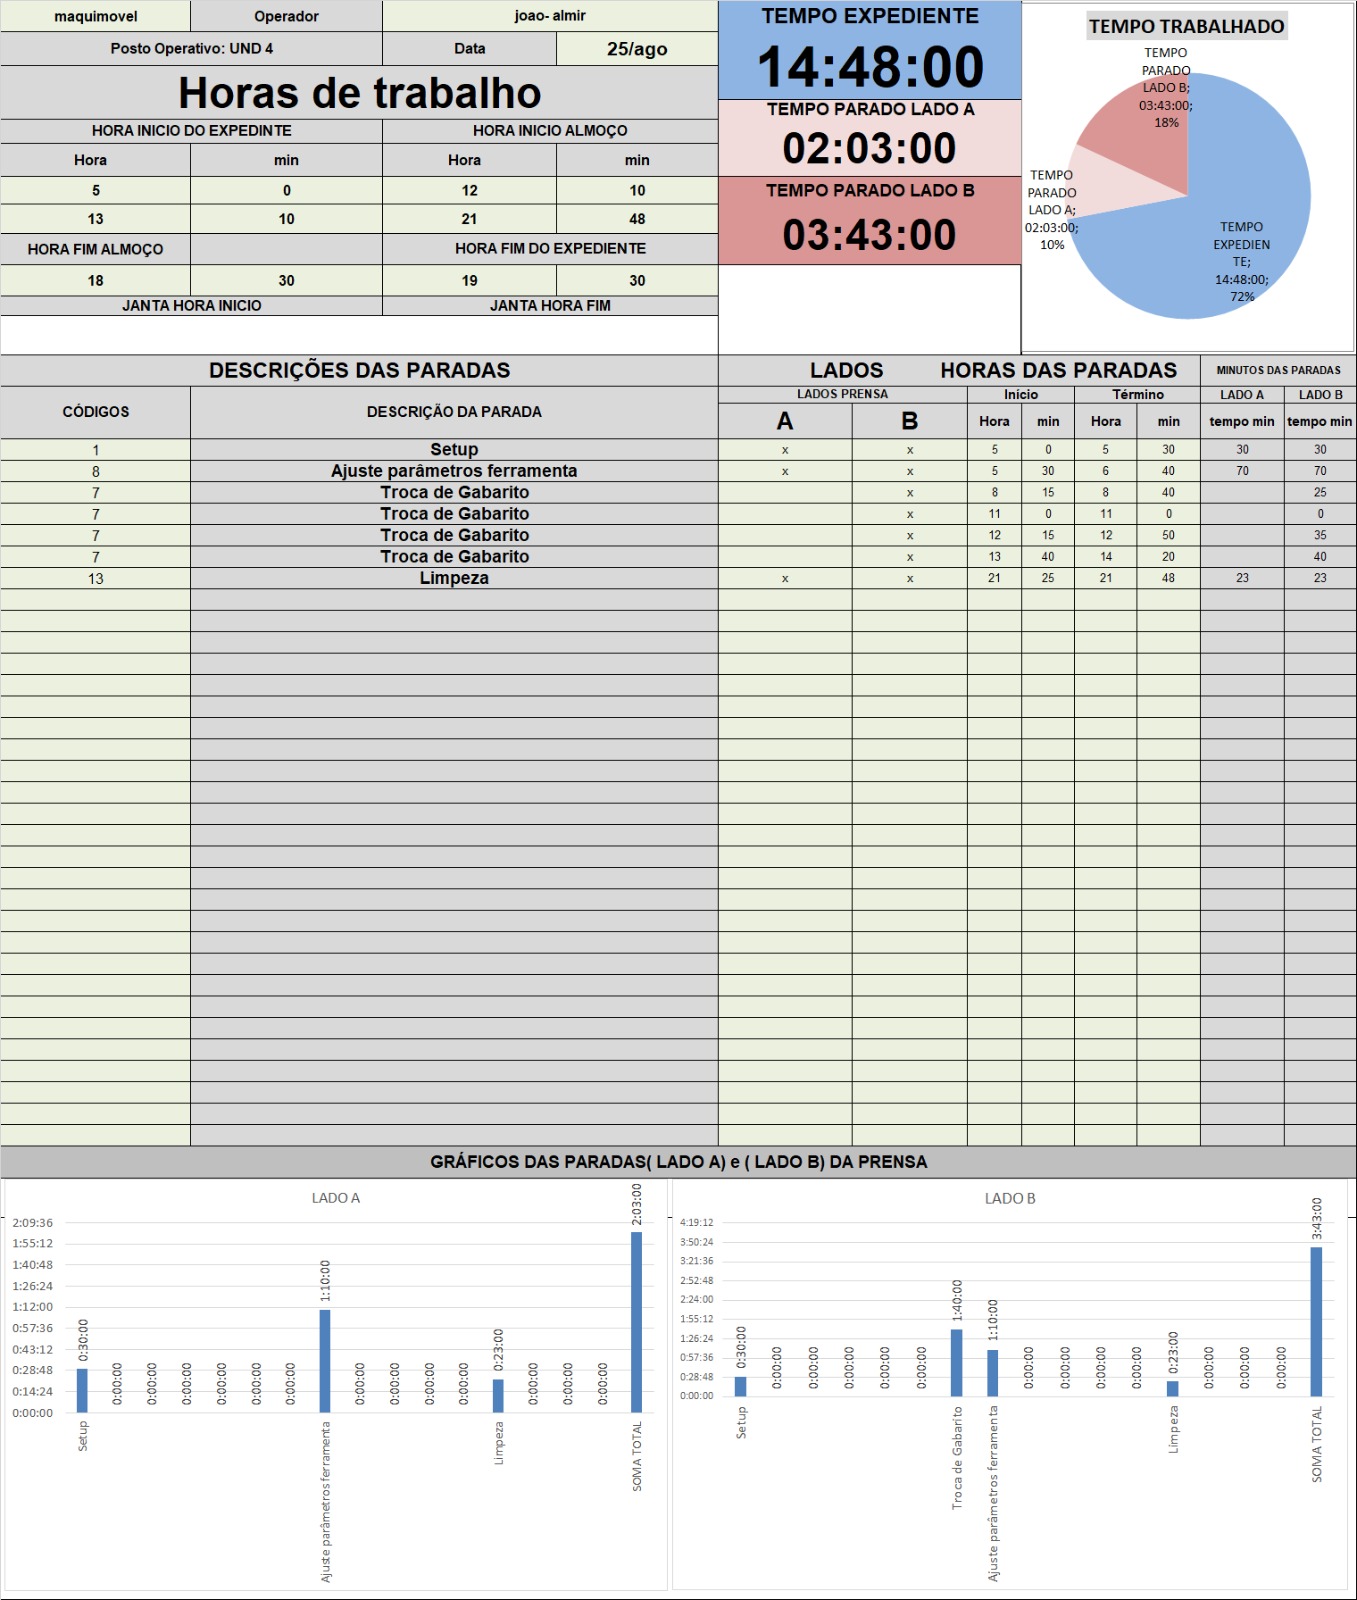 maquimovel Operador joao- almir
Posto Operativo: UND 4 Data 25/ago
Horas de trabalho
HORA INICIO DO EXPEDINTE HORA INICIO ALMOÇO
Hora min Hora min
5 0 12 10
13 10 21 48
HORA FIM ALMOÇO HORA FIM DO EXPEDIENTE
18 30 19 30
JANTA HORA INICIO JANTA HORA FIM
TEMPO EXPEDIENTE
14:48:00
TEMPO PARADO LADO A
02:03:00
TEMPO PARADO LADO B
03:43:00
TEMPO TRABALHADO
TEMPO
PARADO
LADO B;
03:43:00;
18%
TEMPO
PARADO
LADO A;
02:03:00;
10%
TEMPO
EXPEDIEN
TE;
14:48:00;
72%
DESCRIÇÕES DAS PARADAS LADOS HORAS DAS PARADAS MINUTOS DAS PARADAS
CÓDIGOS DESCRIÇÃO DA PARADA LADOS PRENSA Início Término LADO A LADO B
A B Hora min Hora min tempo min tempo min
1 Setup x x 5 0 5 30 30 30
8 Ajuste parâmetros ferramenta x x 5 30 6 40 70 70
7 Troca de Gabarito x 8 15 8 40 25
7 Troca de Gabarito x 11 0 11 0 0
7 Troca de Gabarito x 12 15 12 50 35
7 Troca de Gabarito x 13 40 14 20 40
13 Limpeza x x 21 25 21 48 23 23
GRÁFICOS DAS PARADAS( LADO A) e ( LADO B) DA PRENSA
LADO A
2:09:36
1:55:12
1:40:48
1:26:24
1:12:00
0:57:36
0:43:12
0:28:48
0:14:24
0:00:00
0:30:00
0:00:00
0:00:00
0:00:00
0:00:00
0:00:00
0:00:00
1:10:00
0:00:00
0:00:00
0:00:00
0:00:00
0:23:00
0:00:00
0:00:00
0:00:00
2:03:00
Setup
Ajuste parâmetros ferramenta
Limpeza
SOMA TOTAL
LADO B
4:19:12
3:50:24
3:21:36
2:52:48
2:24:00
1:55:12
1:26:24
0:57:36
0:28:48
0:00:00
0:30:00
0:00:00
0:00:00
0:00:00
0:00:00
0:00:00
1:40:00
1:10:00
0:00:00
0:00:00
0:00:00
0:00:00
0:23:00
0:00:00
0:00:00
0:00:00
3:43:00
Setup
Troca de Gabarito
Ajuste parâmetros ferramenta
Limpeza
SOMA TOTAL